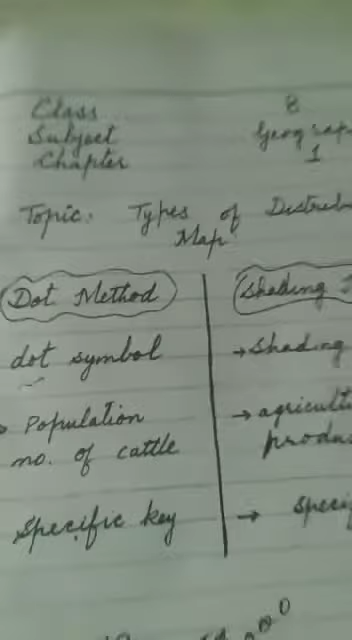 Class 8
Subject Geograp
Chapter 1
Topic. Types of Distrib
Map
Dot Method Shading
dot symbol → Shading
Population → agricult
no. of cattle produc
specific key → speci